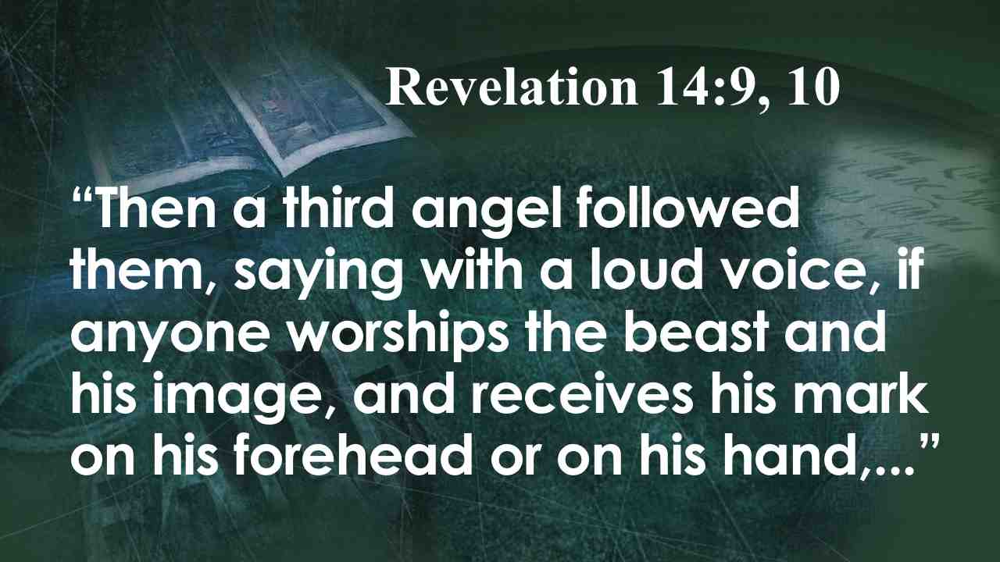 Revelation 14:9, 10
“Then a third angel followed
them, saying with a loud voice, if
anyone worships the beast and
his image, and receives his mark
on his forehead or on his hand,...”